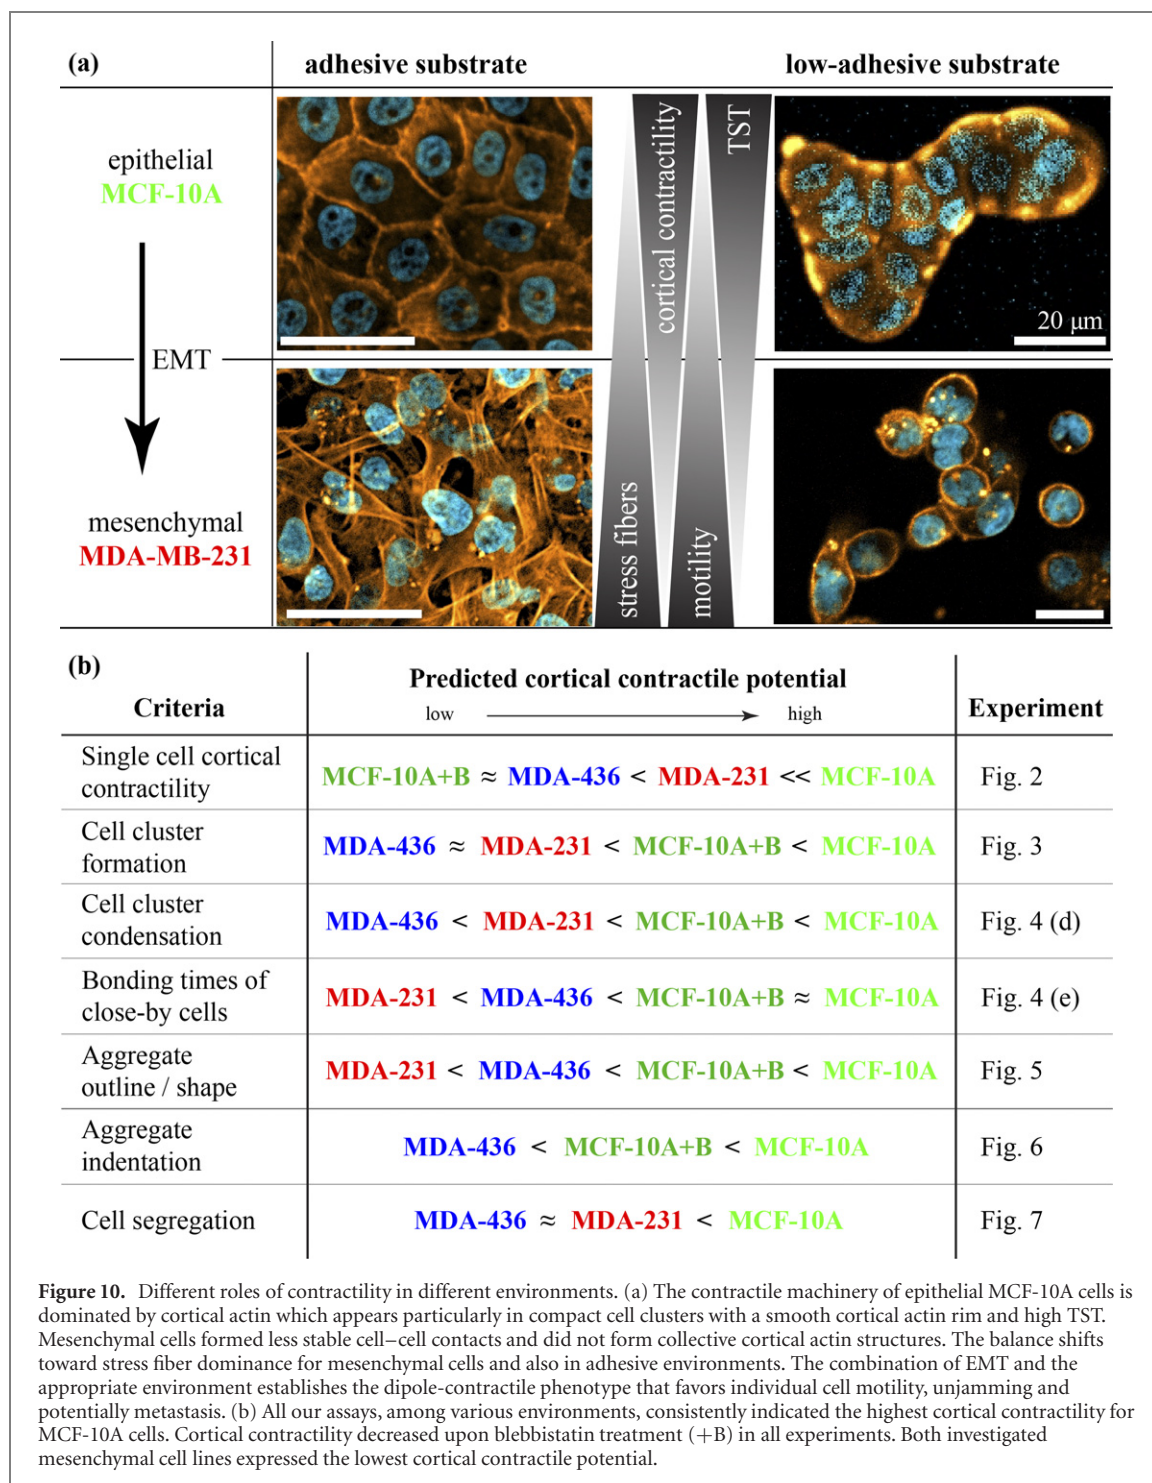 (a)
adhesive substrate
low-adhesive substrate
epithelial
MCF-10A
EMT
mesenchymal
MDA-MB-231
stress fibers
cortical contractility
motility
TST
20 µm
(b)
Criteria
Predicted cortical contractile potential
low high
Experiment
Single cell cortical
contractility
MCF-10A+B ≈ MDA-436 < MDA-231 << MCF-10A
Fig. 2
Cell cluster
formation
MDA-436 ≈ MDA-231 < MCF-10A+B < MCF-10A
Fig. 3
Cell cluster
condensation
MDA-436 < MDA-231 < MCF-10A+B < MCF-10A
Fig. 4 (d)
Bonding times of
close-by cells
MDA-231 < MDA-436 < MCF-10A+B ≈ MCF-10A
Fig. 4 (e)
Aggregate
outline / shape
MDA-231 < MDA-436 < MCF-10A+B < MCF-10A
Fig. 5
Aggregate
indentation
MDA-436 < MCF-10A+B < MCF-10A
Fig. 6
Cell segregation
MDA-436 ≈ MDA-231 < MCF-10A
Fig. 7
Figure 10. Different roles of contractility in different environments. (a) The contractile machinery of epithelial MCF-10A cells is
dominated by cortical actin which appears particularly in compact cell clusters with a smooth cortical actin rim and high TST.
Mesenchymal cells formed less stable cell–cell contacts and did not form collective cortical actin structures. The balance shifts
toward stress fiber dominance for mesenchymal cells and also in adhesive environments. The combination of EMT and the
appropriate environment establishes the dipole-contractile phenotype that favors individual cell motility, unjamming and
potentially metastasis. (b) All our assays, among various environments, consistently indicated the highest cortical contractility for
MCF-10A cells. Cortical contractility decreased upon blebbistatin treatment (+B) in all experiments. Both investigated
mesenchymal cell lines expressed the lowest cortical contractile potential.